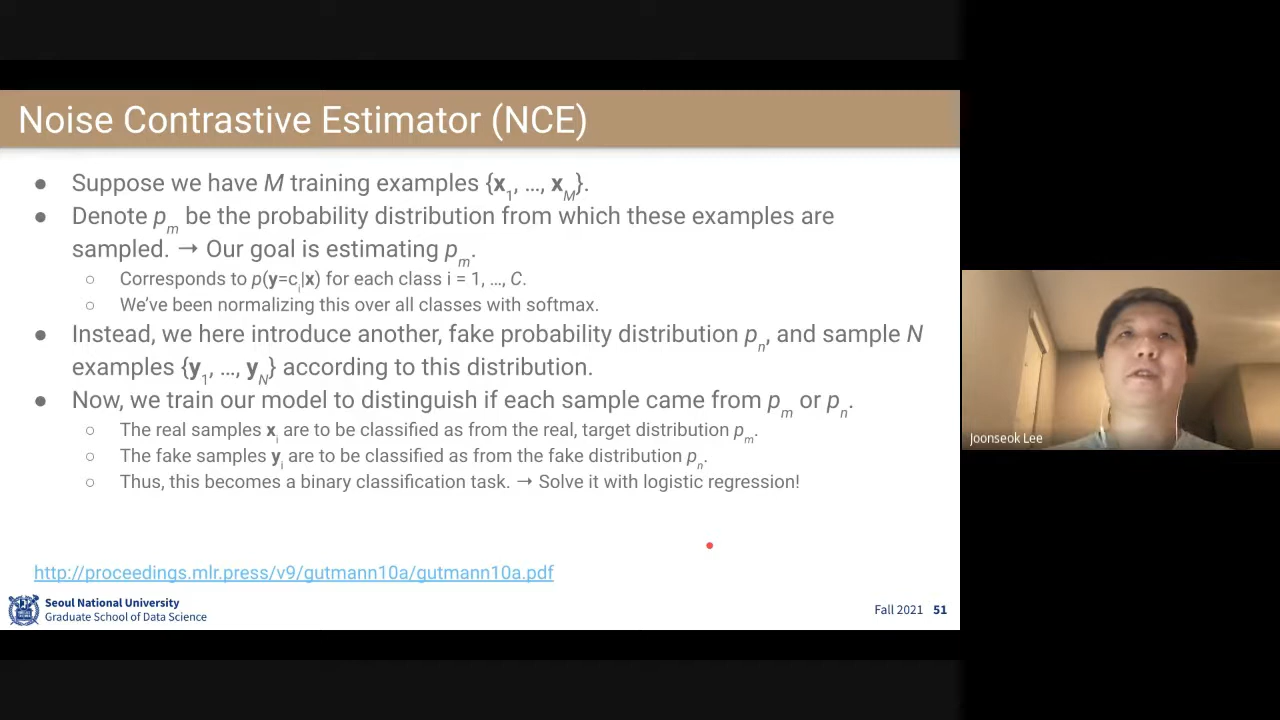 Noise Contrastive Estimator (NCE)
● Suppose we have M training examples {x1, …, xM}.
● Denote pm be the probability distribution from which these examples are
sampled. → Our goal is estimating pm.
○ Corresponds to p(y=ci|x) for each class i = 1, …, C.
○ We've been normalizing this over all classes with softmax.
● Instead, we here introduce another, fake probability distribution pn, and sample N
examples {y1, …, yN} according to this distribution.
● Now, we train our model to distinguish if each sample came from pm or pn.
○ The real samples xi are to be classified as from the real, target distribution pm.
○ The fake samples yi are to be classified as from the fake distribution pn.
○ Thus, this becomes a binary classification task. → Solve it with logistic regression!
http://proceedings.mlr.press/v9/gutmann10a/gutmann10a.pdf
Seoul National University
Graduate School of Data Science
Fall 2021 51
Joonseok Lee